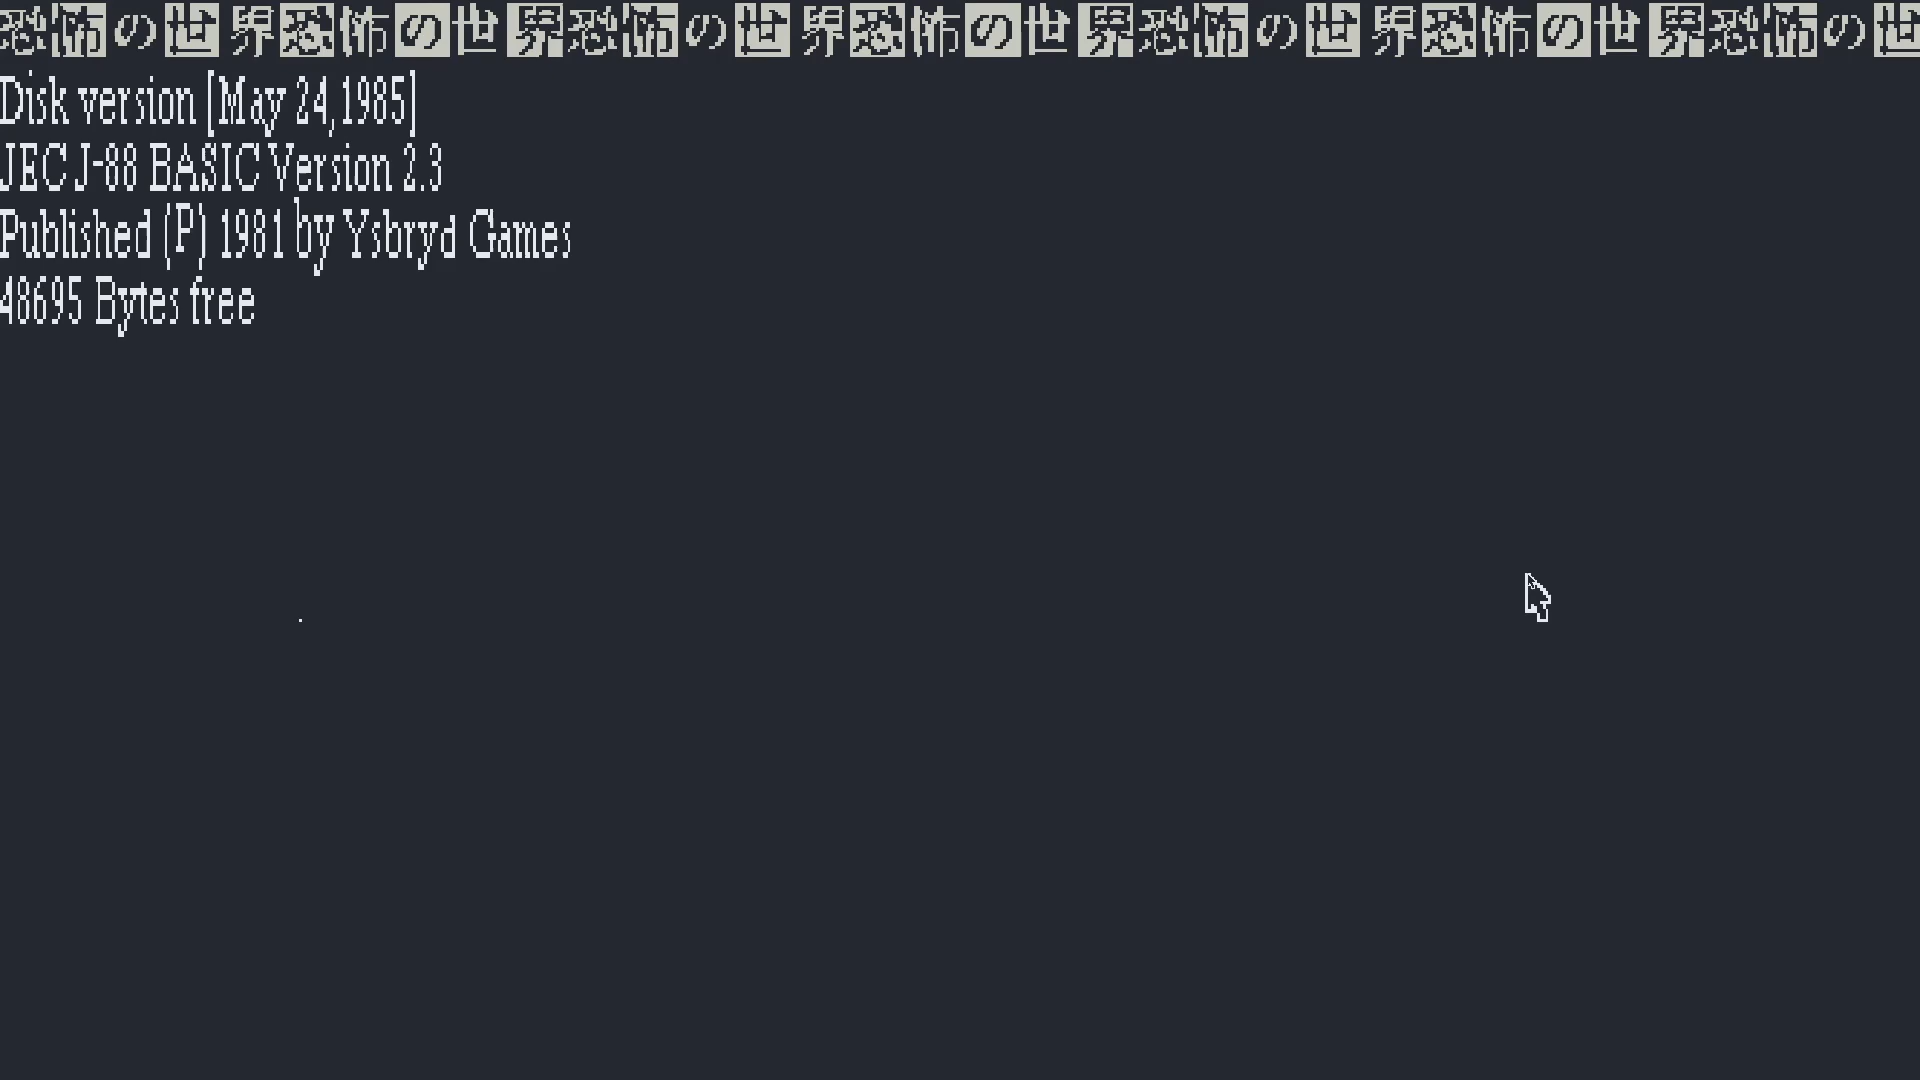 恐怖の世界恐怖の世界恐怖の世界恐怖の世界恐怖の世界恐怖の世界恐怖の世
Disk version [May 24,1985]
JEC J-88 BASIC Version 2.3
Published (P) 1981 by Ysbryd Games
48695 Bytes free